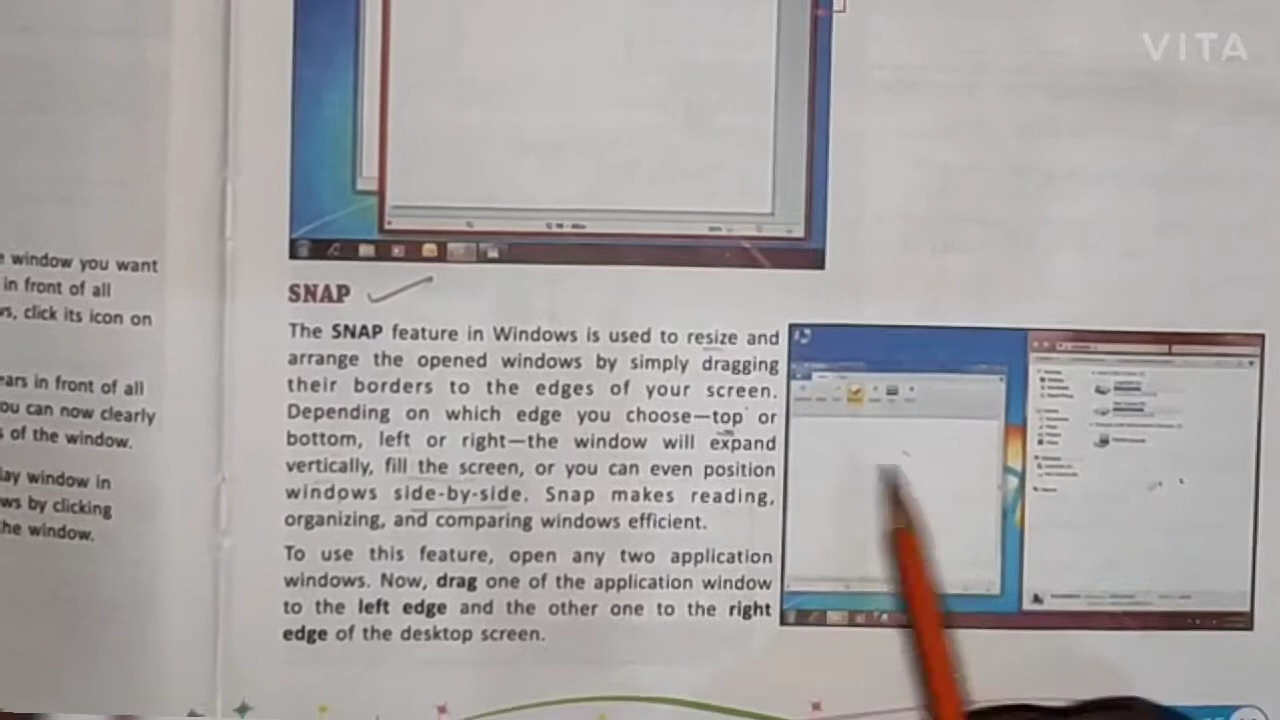 VITA
e window you want
in front of all
vs, click its icon on
ears in front of all
ou can now clearly
s of the window.
lay window in
ws by clicking
the window.
SNAP
The SNAP feature in Windows is used to resize and
arrange the opened windows by simply dragging
their borders to the edges of your screen.
Depending on which edge you choose—top or
bottom, left or right—the window will expand
vertically, fill the screen, or you can even position
windows side-by-side. Snap makes reading,
organizing, and comparing windows efficient.
To use this feature, open any two application
windows. Now, drag one of the application window
to the left edge and the other one to the right
edge of the desktop screen.